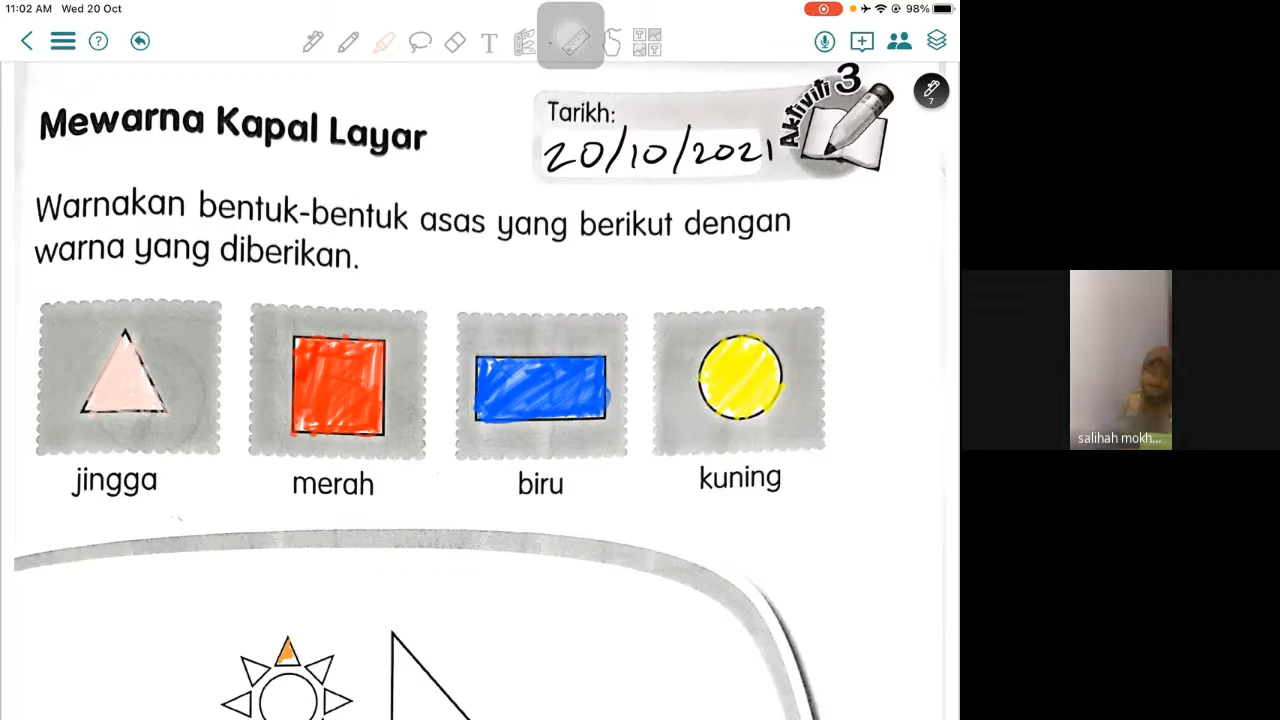 11:02 AM Wed 20 Oct
98%
T
Mewarna Kapal Layar
Tarikh:
20/10/2021
Aktiviti 3
7
Warnakan bentuk-bentuk asas yang berikut dengan
warna yang diberikan.
jingga merah biru kuning
salihah mokh...